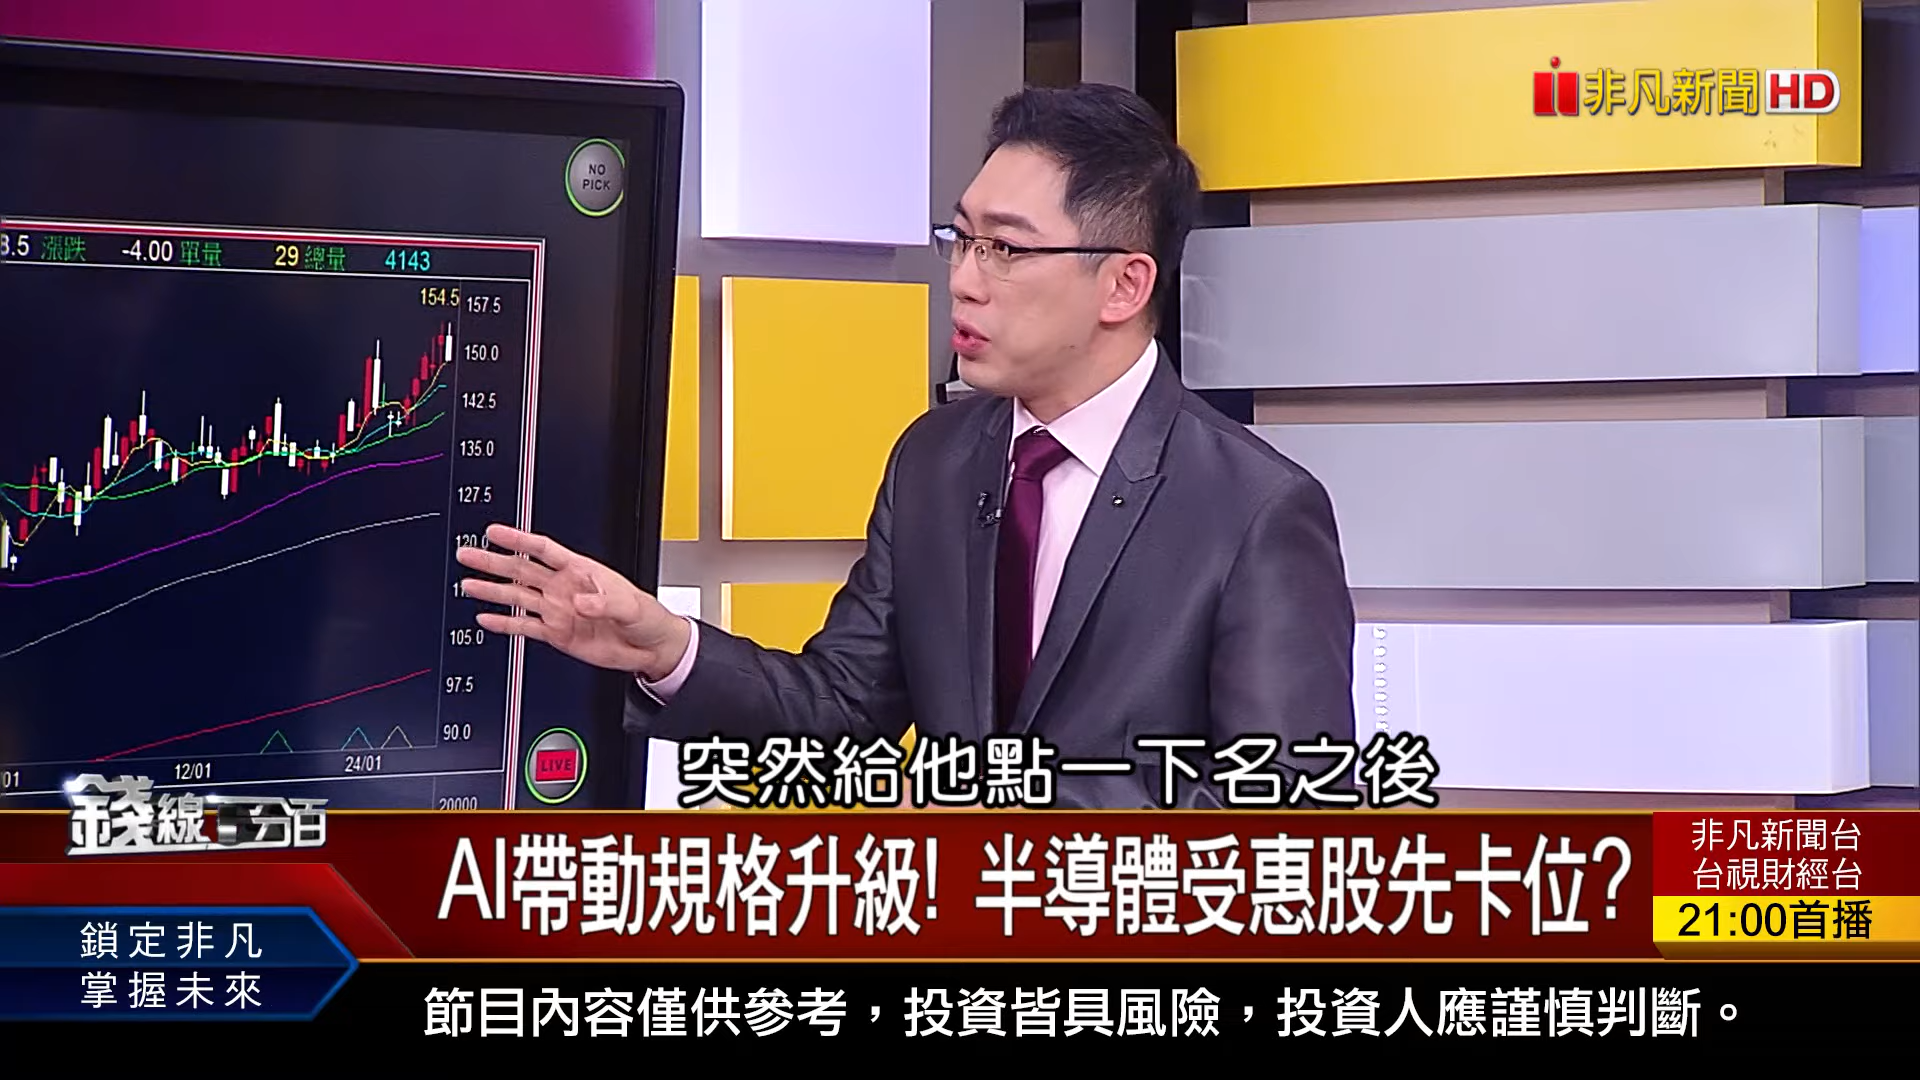 非凡新聞HD
NO
PICK
8.5 漲跌 -4.00 單量 29 總量 4143
154.5
157.5
150.0
142.5
135.0
127.5
120.0
105.0
97.5
90.0
/01 12/01 24/01
20000
LIVE
突然給他點一下名之後
錢線百分百
AI帶動規格升級! 半導體受惠股先卡位?
非凡新聞台
台視財經台
21:00首播
鎖定非凡
掌握未來
節目內容僅供參考，投資皆具風險，投資人應謹慎判斷。